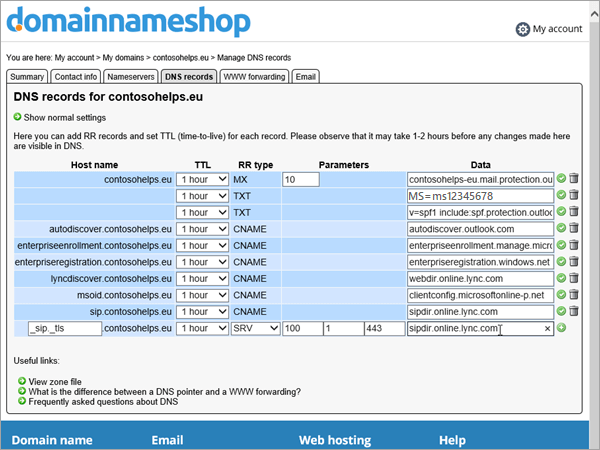 domainnameshop
My account
You are here: My account > My domains > contosohelps.eu > Manage DNS records
Summary Contact info Nameservers DNS records WWW forwarding Email
DNS records for contosohelps.eu
Show normal settings
Here you can add RR records and set TTL (time-to-live) for each record. Please observe that it may take 1-2 hours before any changes made here
are visible in DNS.
Host name TTL RR type Parameters Data
contosohelps.eu 1 hour MX 10 contosohelps-eu.mail.protection.ou
1 hour TXT MS=ms12345678
1 hour TXT v=spf1 include:spf.protection.outloo
autodiscover.contosohelps.eu 1 hour CNAME autodiscover.outlook.com
enterpriseenrollment.contosohelps.eu 1 hour CNAME enterpriseenrollment.manage.micro
enterpriseregistration.contosohelps.eu 1 hour CNAME enterpriseregistration.windows.net
lyncdiscover.contosohelps.eu 1 hour CNAME webdir.online.lync.com
msoid.contosohelps.eu 1 hour CNAME clientconfig.microsoftonline-p.net
sip.contosohelps.eu 1 hour CNAME sipdir.online.lync.com
_sip._tls .contosohelps.eu 1 hour SRV 100 1 443 sipdir.online.lync.com ×
Useful links:
View zone file
What is the difference between a DNS pointer and a WWW forwarding?
Frequently asked questions about DNS
Domain name Email Web hosting Help